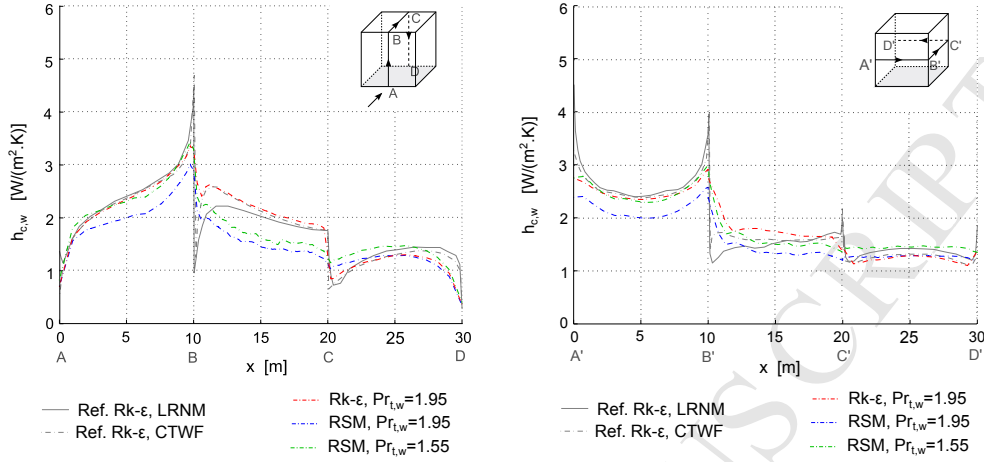 6
5
4
3
2
1
0
h_c,w [W/(m².K)]
0 5 10 15 20 25 30
A B C D
x [m]
C
B
D
A
Ref. Rk-ε, LRNM
Ref. Rk-ε, CTWF
Rk-ε, Pr_t,w=1.95
RSM, Pr_t,w=1.95
RSM, Pr_t,w=1.55
6
5
4
3
2
1
0
h_c,w [W/(m².K)]
0 5 10 15 20 25 30
A' B' C' D'
x [m]
D' C'
A' B'
Ref. Rk-ε, LRNM
Ref. Rk-ε, CTWF
Rk-ε, Pr_t,w=1.95
RSM, Pr_t,w=1.95
RSM, Pr_t,w=1.55
USCRIPT